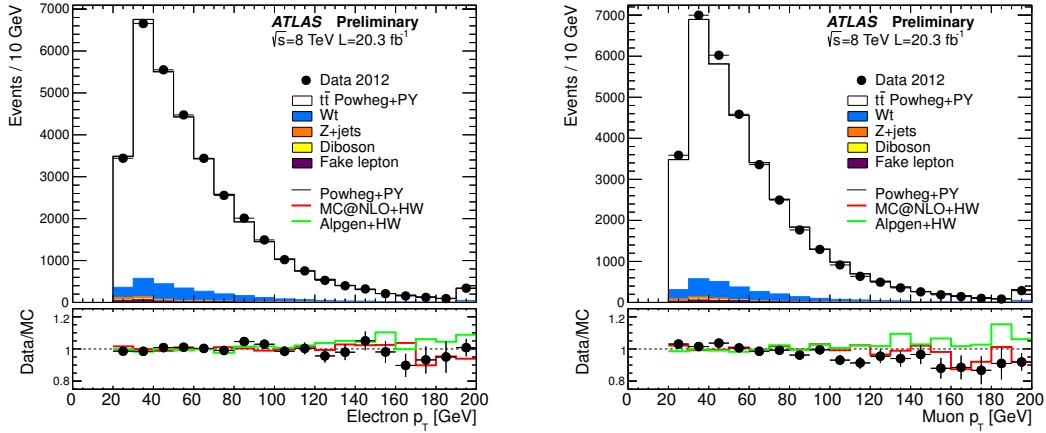 ATLAS Preliminary
√s=8 TeV L=20.3 fb⁻¹
Events / 10 GeV
7000
6000
5000
4000
3000
2000
1000
0
Data 2012
tt̄ Powheg+PY
Wt
Z+jets
Diboson
Fake lepton
Powheg+PY
MC@NLO+HW
Alpgen+HW
Data/MC
1.2
1
0.8
0 20 40 60 80 100 120 140 160 180 200
Electron p_T [GeV]
ATLAS Preliminary
√s=8 TeV L=20.3 fb⁻¹
Events / 10 GeV
7000
6000
5000
4000
3000
2000
1000
0
Data 2012
tt̄ Powheg+PY
Wt
Z+jets
Diboson
Fake lepton
Powheg+PY
MC@NLO+HW
Alpgen+HW
Data/MC
1.2
1
0.8
0 20 40 60 80 100 120 140 160 180 200
Muon p_T [GeV]